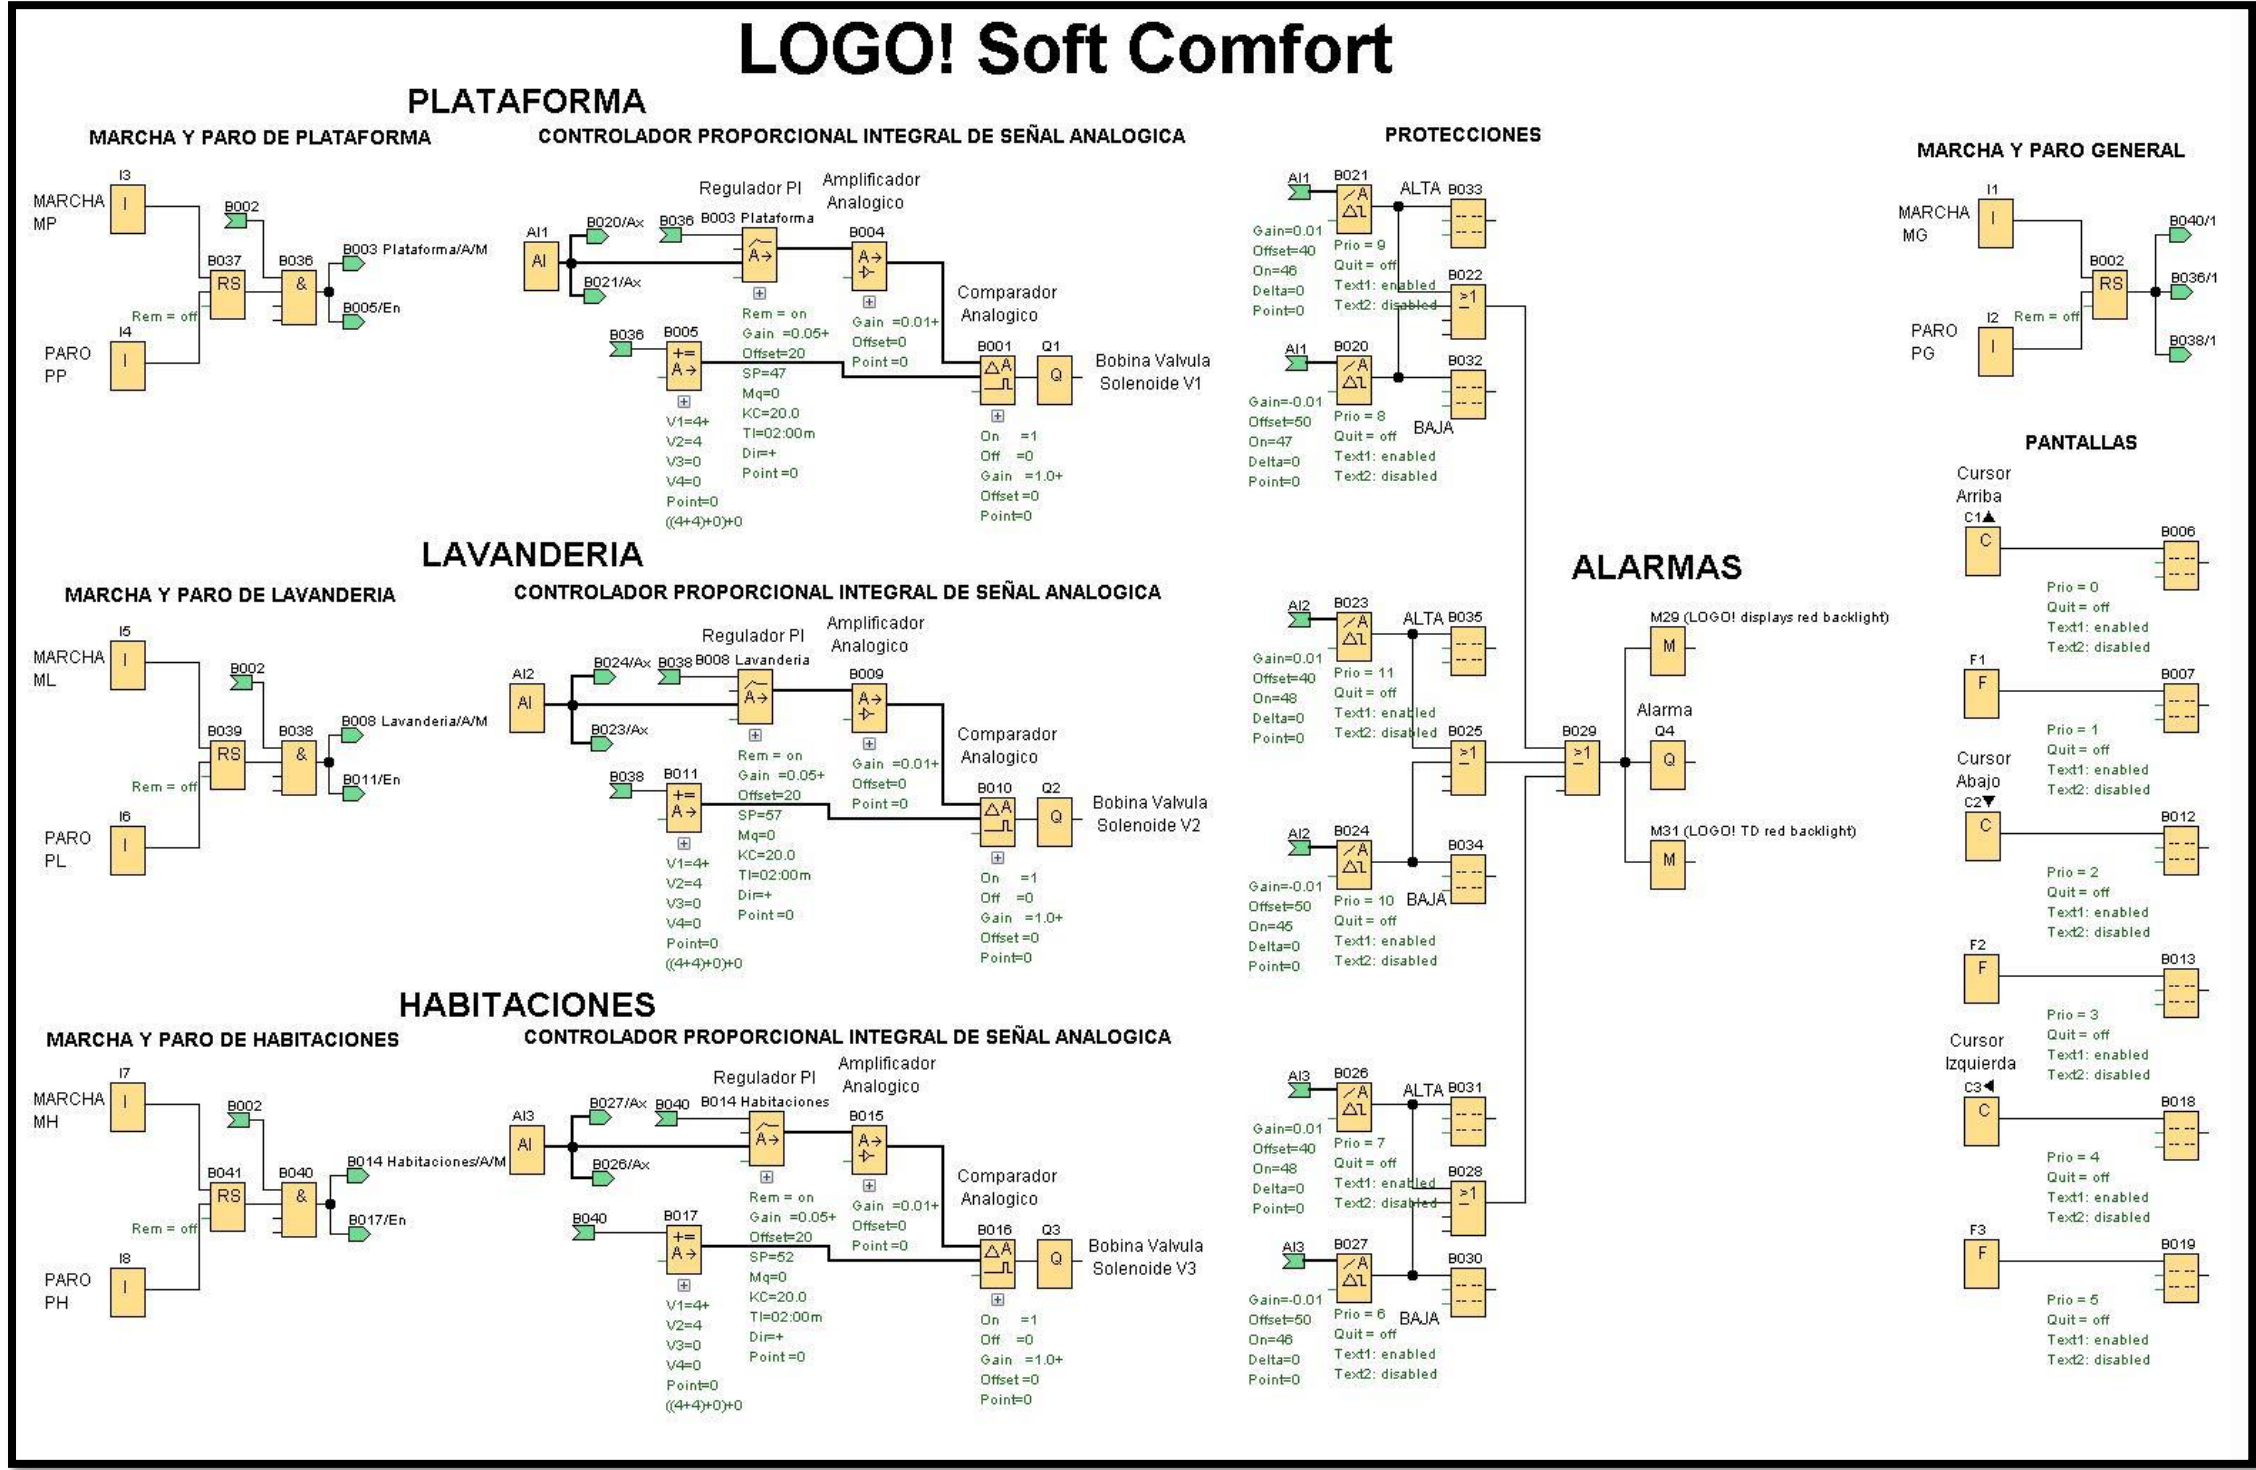 LOGO! Soft Comfort
PLATAFORMA
MARCHA Y PARO DE PLATAFORMA
I3
MARCHA
MP
I
B002
B003 Plataforma/A/M
B037
B036
RS
&
Rem = off
B005/En
I4
PARO
PP
I
CONTROLADOR PROPORCIONAL INTEGRAL DE SEÑAL ANALOGICA
Regulador PI
Amplificador
Analogico
AI1
AI
B020/Ax
B021/Ax
B036
B003 Plataforma
A→
B004
A→
Rem = on
Gain =0.05+
Offset=20
SP=47
Mq=0
KC=20.0
TI=02:00m
Dir=+
Point=0
Gain =0.01+
Offset=0
Point=0
B036
B005
+=
A→
V1=4+
V2=4
V3=0
V4=0
Point=0
((4+4)+0)+0
Comparador
Analogico
B001
ΔA
Q1
Q
Bobina Valvula
Solenoide V1
On =1
Off =0
Gain =1.0+
Offset=0
Point=0
PROTECCIONES
AI1
B021
ALTA
B033
Gain=0.01
Offset=40
On=46
Delta=0
Point=0
Prio = 9
Quit = off
Text1: enabled
Text2: disabled
B022
≥1
AI1
B020
B032
BAJA
Gain=-0.01
Offset=50
On=47
Delta=0
Point=0
Prio = 8
Quit = off
Text1: enabled
Text2: disabled
MARCHA Y PARO GENERAL
I1
MARCHA
MG
I
B002
RS
Rem = off
B040/1
B036/1
B038/1
I2
PARO
PG
I
LAVANDERIA
MARCHA Y PARO DE LAVANDERIA
I5
MARCHA
ML
I
B002
B008 Lavanderia/A/M
B039
B038
RS
&
Rem = off
B011/En
I6
PARO
PL
I
CONTROLADOR PROPORCIONAL INTEGRAL DE SEÑAL ANALOGICA
Regulador PI
Amplificador
Analogico
AI2
AI
B024/Ax
B023/Ax
B038
B008 Lavanderia
A→
B009
A→
Rem = on
Gain =0.05+
Offset=20
SP=57
Mq=0
KC=20.0
TI=02:00m
Dir=+
Point=0
Gain =0.01+
Offset=0
Point=0
B038
B011
+=
A→
V1=4+
V2=4
V3=0
V4=0
Point=0
((4+4)+0)+0
Comparador
Analogico
B010
ΔA
Q2
Q
Bobina Valvula
Solenoide V2
On =1
Off =0
Gain =1.0+
Offset=0
Point=0
AI2
B023
ALTA
B035
Gain=0.01
Offset=40
On=48
Delta=0
Point=0
Prio = 11
Quit = off
Text1: enabled
Text2: disabled
B025
≥1
AI2
B024
B034
BAJA
Gain=-0.01
Offset=50
On=45
Delta=0
Point=0
Prio = 10
Quit = off
Text1: enabled
Text2: disabled
ALARMAS
M29 (LOGO! displays red backlight)
M
B029
≥1
Alarma
Q4
Q
M31 (LOGO! TD red backlight)
M
HABITACIONES
MARCHA Y PARO DE HABITACIONES
I7
MARCHA
MH
I
B002
B014 Habitaciones/A/M
B041
B040
RS
&
Rem = off
B017/En
I8
PARO
PH
I
CONTROLADOR PROPORCIONAL INTEGRAL DE SEÑAL ANALOGICA
Regulador PI
Amplificador
Analogico
AI3
AI
B027/Ax
B026/Ax
B040
B014 Habitaciones
A→
B015
A→
Rem = on
Gain =0.05+
Offset=20
SP=52
Mq=0
KC=20.0
TI=02:00m
Dir=+
Point=0
Gain =0.01+
Offset=0
Point=0
B040
B017
+=
A→
V1=4+
V2=4
V3=0
V4=0
Point=0
((4+4)+0)+0
Comparador
Analogico
B016
ΔA
Q3
Q
Bobina Valvula
Solenoide V3
On =1
Off =0
Gain =1.0+
Offset=0
Point=0
AI3
B026
ALTA
B031
Gain=0.01
Offset=40
On=48
Delta=0
Point=0
Prio = 7
Quit = off
Text1: enabled
Text2: disabled
B028
≥1
AI3
B027
B030
BAJA
Gain=-0.01
Offset=50
On=46
Delta=0
Point=0
Prio = 6
Quit = off
Text1: enabled
Text2: disabled
PANTALLAS
Cursor
Arriba
C1▲
C
B006
Prio = 0
Quit = off
Text1: enabled
Text2: disabled
F1
F
B007
Prio = 1
Quit = off
Text1: enabled
Text2: disabled
Cursor
Abajo
C2▼
C
B012
Prio = 2
Quit = off
Text1: enabled
Text2: disabled
F2
F
B013
Prio = 3
Quit = off
Text1: enabled
Text2: disabled
Cursor
Izquierda
C3◀
C
B018
Prio = 4
Quit = off
Text1: enabled
Text2: disabled
F3
F
B019
Prio = 5
Quit = off
Text1: enabled
Text2: disabled